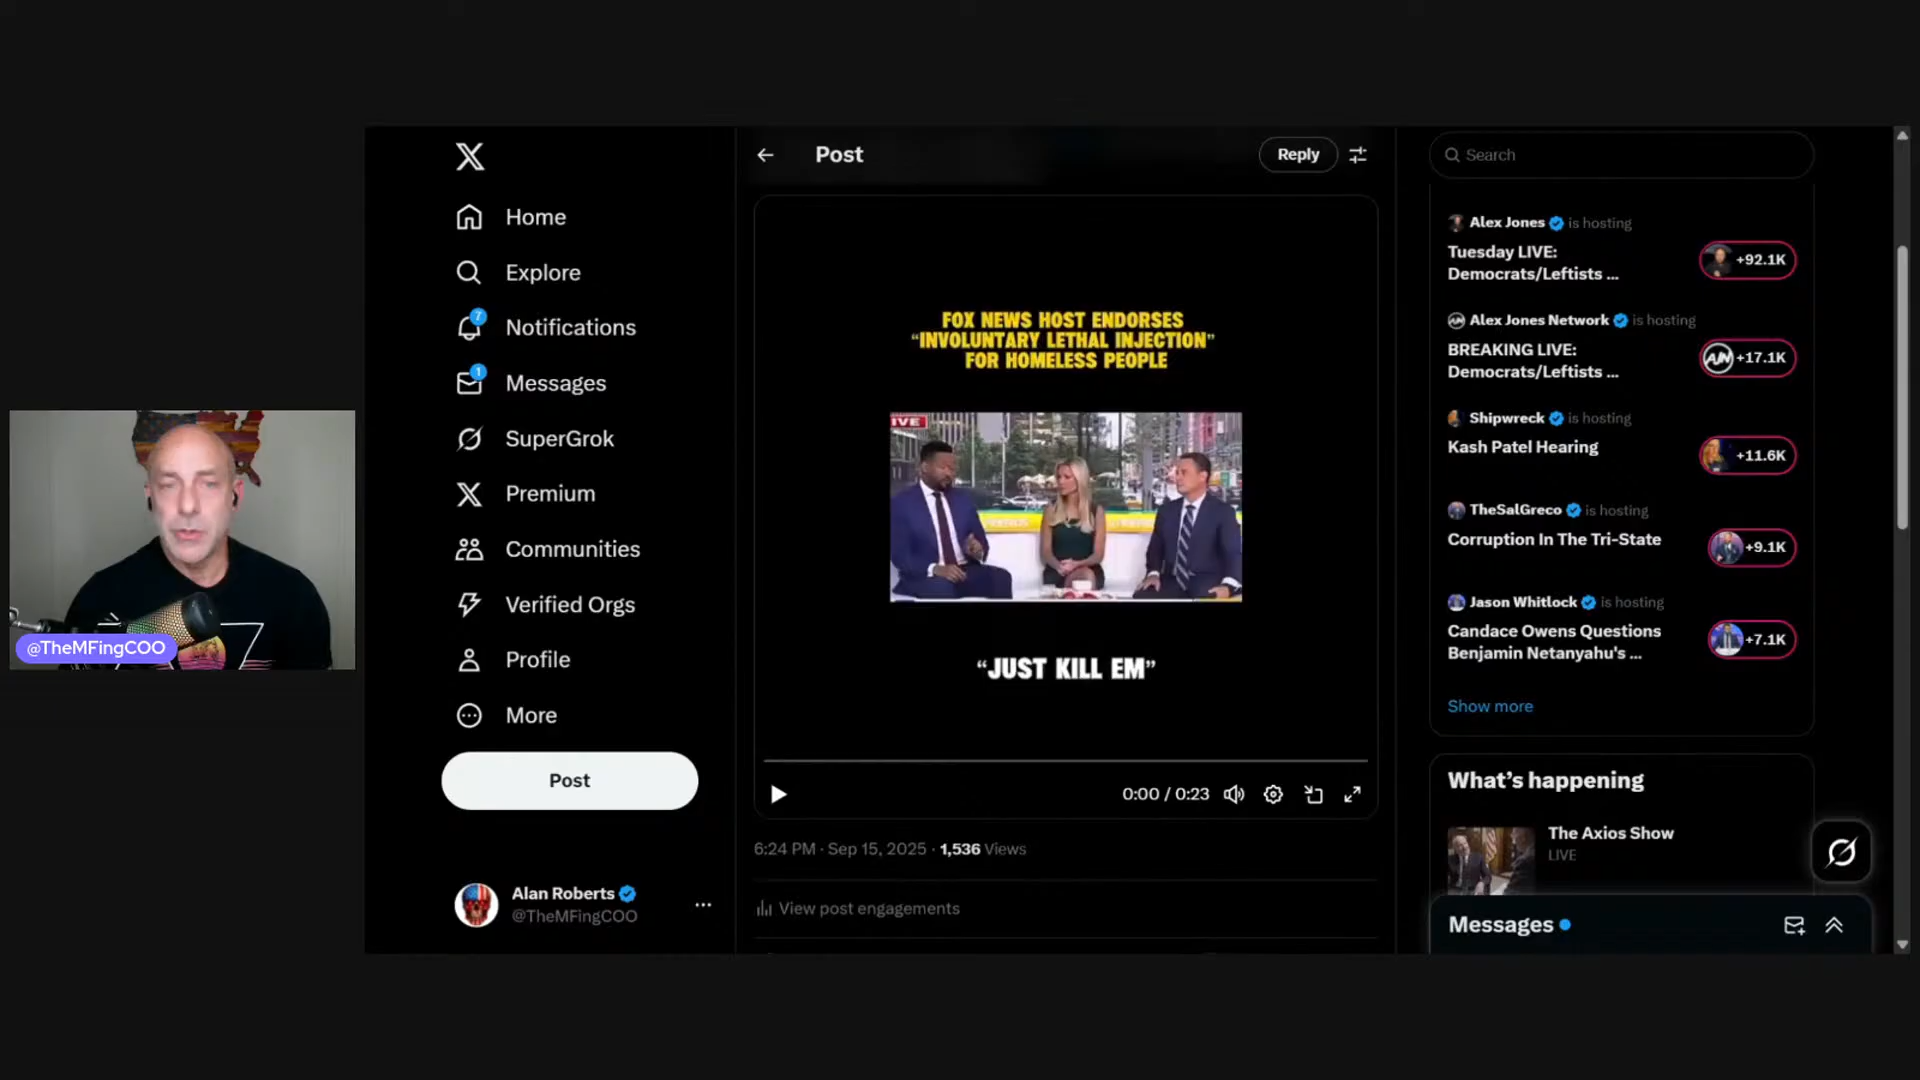 @TheMFingCOO
X
Home
Explore
7
Notifications
1
Messages
SuperGrok
Premium
Communities
Verified Orgs
Profile
More
Post
Alan Roberts
@TheMFingCOO
Post
Reply
FOX NEWS HOST ENDORSES
“INVOLUNTARY LETHAL INJECTION”
FOR HOMELESS PEOPLE
IVE
“JUST KILL EM”
0:00 / 0:23
6:24 PM · Sep 15, 2025 · 1,536 Views
View post engagements
Search
Alex Jones is hosting
Tuesday LIVE:
Democrats/Leftists ...
+92.1K
Alex Jones Network is hosting
BREAKING LIVE:
Democrats/Leftists ...
AJN
+17.1K
Shipwreck is hosting
Kash Patel Hearing
+11.6K
TheSalGreco is hosting
Corruption In The Tri-State
+9.1K
Jason Whitlock is hosting
Candace Owens Questions
Benjamin Netanyahu's ...
+7.1K
Show more
What’s happening
The Axios Show
LIVE
Messages